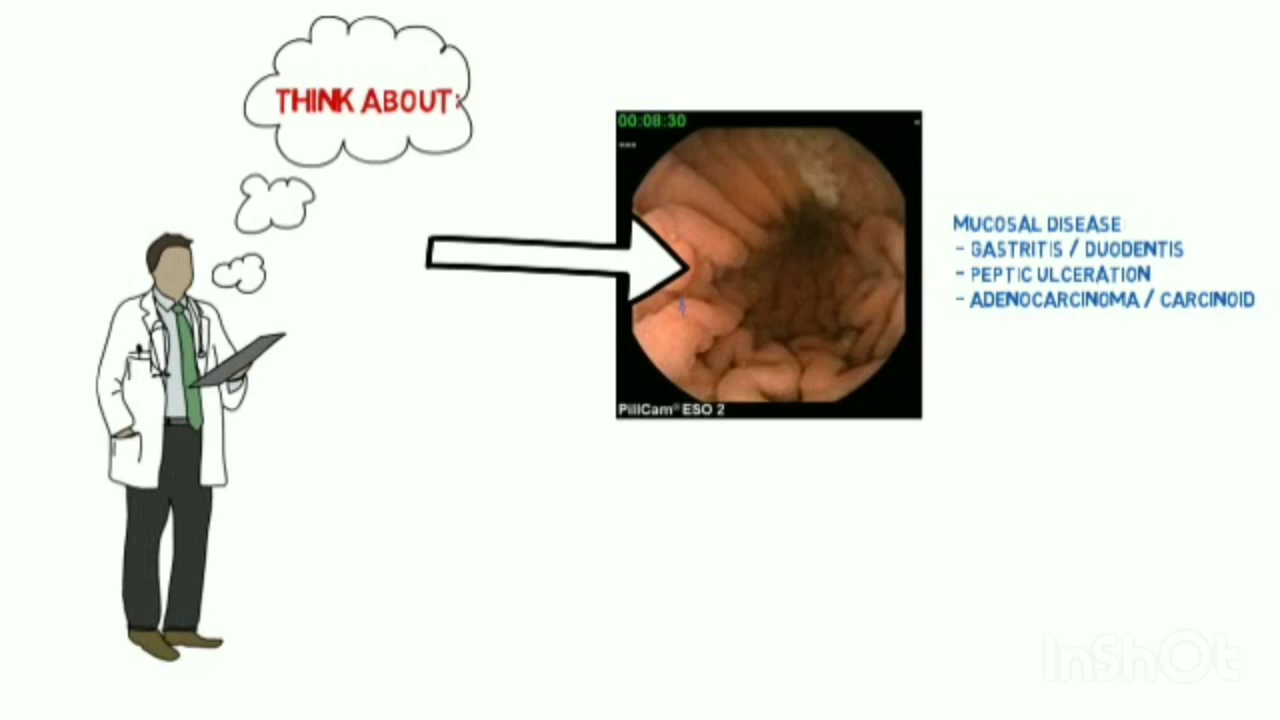 THINK ABOUT:
00:08:30
MUCOSAL DISEASE:
- GASTRITIS / DUODENTIS
- PEPTIC ULCERATION
- ADENOCARCINOMA / CARCINOID
PillCam® ESO 2
InShOt